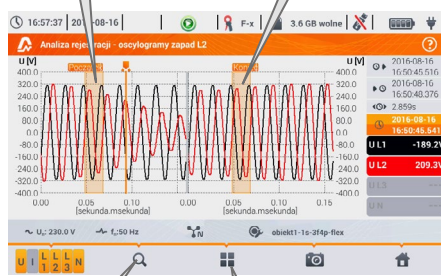 16:57:37 2016-08-16 F-x 3.6 GB wolne
Analiza rejestracji - oscylogramy zapad L2
U [V] U [V]
400.0 400.0
320.0 320.0
240.0 240.0
160.0 160.0
80.0 80.0
0.0 0.0
-80.0 -80.0
-160.0 -160.0
-240.0 -240.0
-320.0 -320.0
-400.0 -400.0
Początek
Koniec
0.00 0.05 0.10 0.00 0.05 0.10 0.15
[sekunda.msekunda] [sekunda.msekunda]
2016-08-16
16:50:45.516
2016-08-16
16:50:48.376
2.859s
2016-08-16
16:50:45.541
U L1 -189.2V
U L2 209.3V
U L3 ---
U N ---
Uₙ: 230.0 V fₙ: 50 Hz N obiekt1-1s-3f4p-flex
U I L1 L2 L3 N